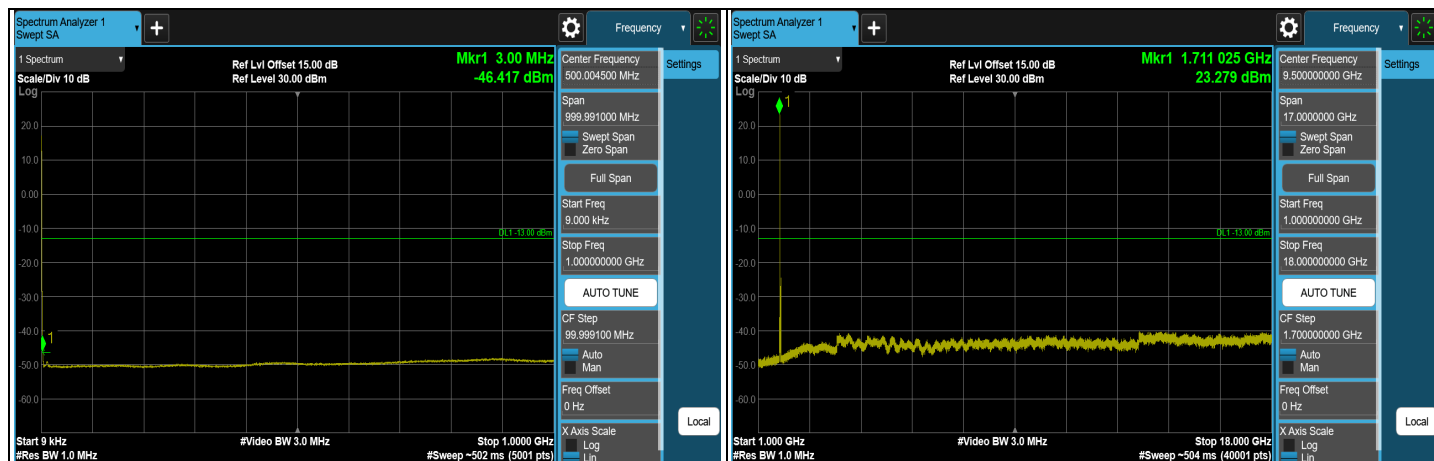 Spectrum Analyzer 1
Swept SA
+
Frequency
1 Spectrum
Scale/Div 10 dB
Log
Ref Lvl Offset 15.00 dB
Ref Level 30.00 dBm
Mkr1 3.00 MHz
-46.417 dBm
1
20.0
10.0
0.00
-10.0
-20.0
-30.0
-40.0
-50.0
-60.0
DL1 -13.00 dBm
Start 9 kHz
#Res BW 1.0 MHz
#Video BW 3.0 MHz
Stop 1.0000 GHz
#Sweep ~502 ms (5001 pts)
Center Frequency
500.004500 MHz
Span
999.991000 MHz
Swept Span
Zero Span
Full Span
Start Freq
9.000 kHz
Stop Freq
1.000000000 GHz
AUTO TUNE
CF Step
99.999100 MHz
Auto
Man
Freq Offset
0 Hz
X Axis Scale
Log
Lin
Settings
Local
Spectrum Analyzer 1
Swept SA
+
Frequency
1 Spectrum
Scale/Div 10 dB
Log
Ref Lvl Offset 15.00 dB
Ref Level 30.00 dBm
Mkr1 1.711 025 GHz
23.279 dBm
1
20.0
10.0
0.00
-10.0
-20.0
-30.0
-40.0
-50.0
-60.0
DL1 -13.00 dBm
Start 1.000 GHz
#Res BW 1.0 MHz
#Video BW 3.0 MHz
Stop 18.000 GHz
#Sweep ~504 ms (40001 pts)
Center Frequency
9.500000000 GHz
Span
17.0000000 GHz
Swept Span
Zero Span
Full Span
Start Freq
1.000000000 GHz
Stop Freq
18.000000000 GHz
AUTO TUNE
CF Step
1.700000000 GHz
Auto
Man
Freq Offset
0 Hz
X Axis Scale
Log
Lin
Settings
Local